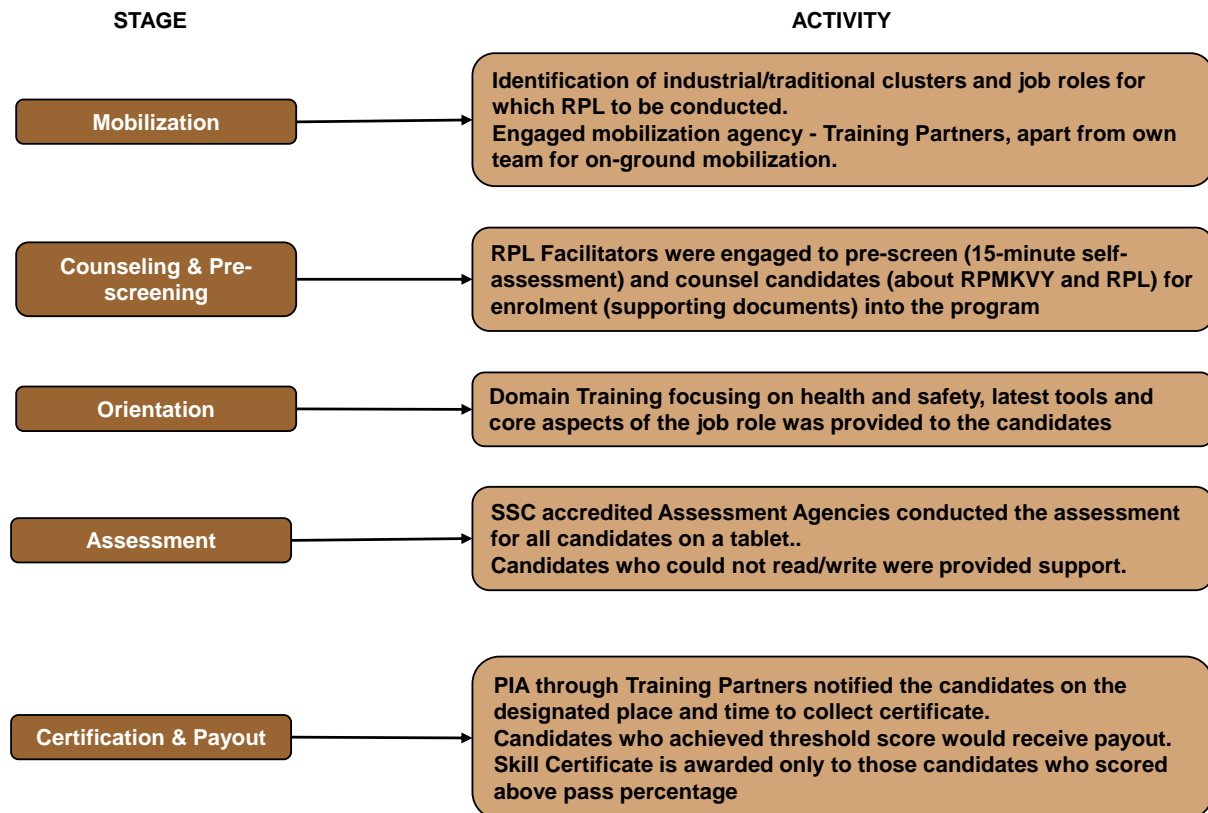 STAGE
ACTIVITY
Mobilization
Identification of industrial/traditional clusters and job roles for
which RPL to be conducted.
Engaged mobilization agency - Training Partners, apart from own
team for on-ground mobilization.
Counseling & Pre-
screening
RPL Facilitators were engaged to pre-screen (15-minute self-
assessment) and counsel candidates (about RPMKVY and RPL) for
enrolment (supporting documents) into the program
Orientation
Domain Training focusing on health and safety, latest tools and
core aspects of the job role was provided to the candidates
Assessment
SSC accredited Assessment Agencies conducted the assessment
for all candidates on a tablet..
Candidates who could not read/write were provided support.
Certification & Payout
PIA through Training Partners notified the candidates on the
designated place and time to collect certificate.
Candidates who achieved threshold score would receive payout.
Skill Certificate is awarded only to those candidates who scored
above pass percentage